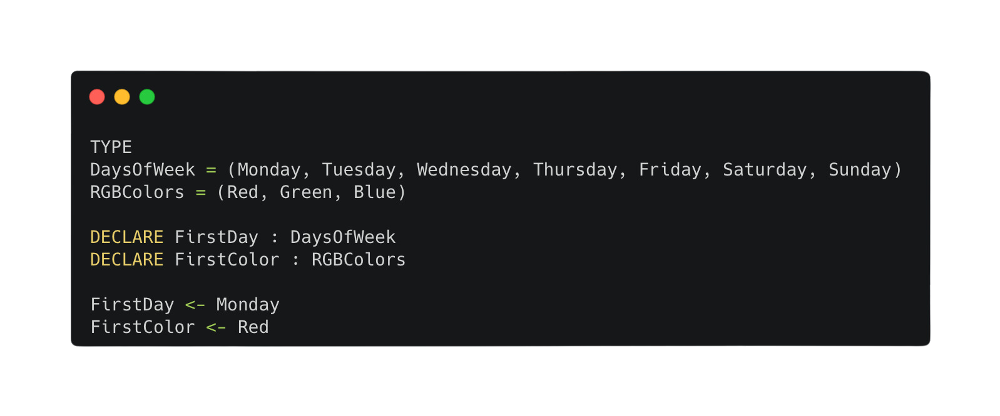 TYPE
DaysOfWeek = (Monday, Tuesday, Wednesday, Thursday, Friday, Saturday, Sunday)
RGBColors = (Red, Green, Blue)
DECLARE FirstDay : DaysOfWeek
DECLARE FirstColor : RGBColors
FirstDay <- Monday
FirstColor <- Red